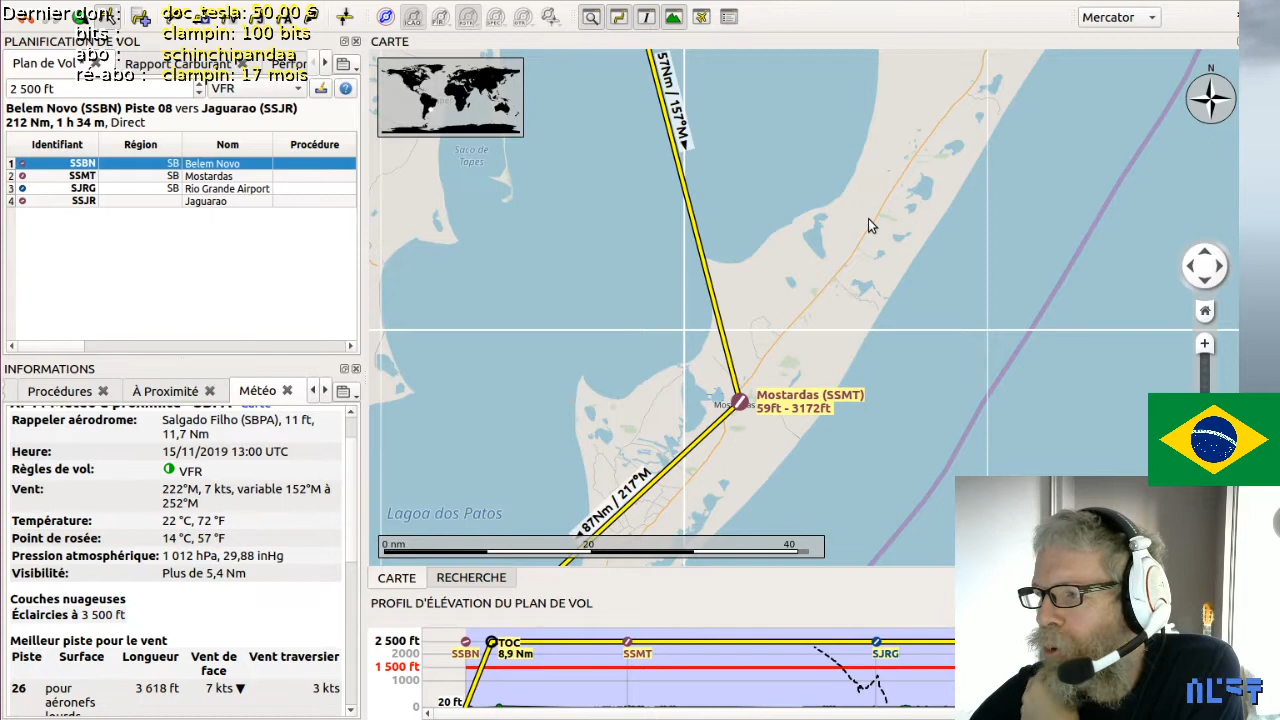 Dernier don: doc_tesla: 50,00 $
bits : clampin: 100 bits
abo : schinchipandaa
ré-abo : clampin: 17 mois
Mercator
PLANIFICATION DE VOL
CARTE
Plan de Vol Rapport Carburant Perfor
2 500 ft VFR
Belem Novo (SSBN) Piste 08 vers Jaguarao (SSJR)
212 Nm, 1 h 34 m, Direct
Identifiant Région Nom Procédure
1 SSBN SB Belem Novo
2 SSMT SB Mostardas
3 SJRG SB Rio Grande Airport
4 SSJR Jaguarao
INFORMATIONS
Procédures À Proximité Météo
Rappeler aérodrome: Salgado Filho (SBPA), 11 ft,
11,7 Nm
Heure: 15/11/2019 13:00 UTC
Règles de vol: VFR
Vent: 222°M, 7 kts, variable 152°M à
252°M
Température: 22 °C, 72 °F
Point de rosée: 14 °C, 57 °F
Pression atmosphérique: 1 012 hPa, 29,88 inHg
Visibilité: Plus de 5,4 Nm
Couches nuageuses
Éclaircies à 3 500 ft
Meilleur piste pour le vent
Piste Surface Longueur Vent de face Vent traversier
26 pour aéronefs lourds 3 618 ft 7 kts ▼ 3 kts
57Nm / 157°M
N
Saco de
Tapes
Mostardas (SSMT)
59ft - 3172ft
87Nm / 217°M
Lagoa dos Patos
0 nm 20 40
CARTE RECHERCHE
PROFIL D'ÉLÉVATION DU PLAN DE VOL
2 500 ft
2000
1 500 ft
1000
0
SSBN
TOC
8,9 Nm
SSMT
SJRG
20 ft